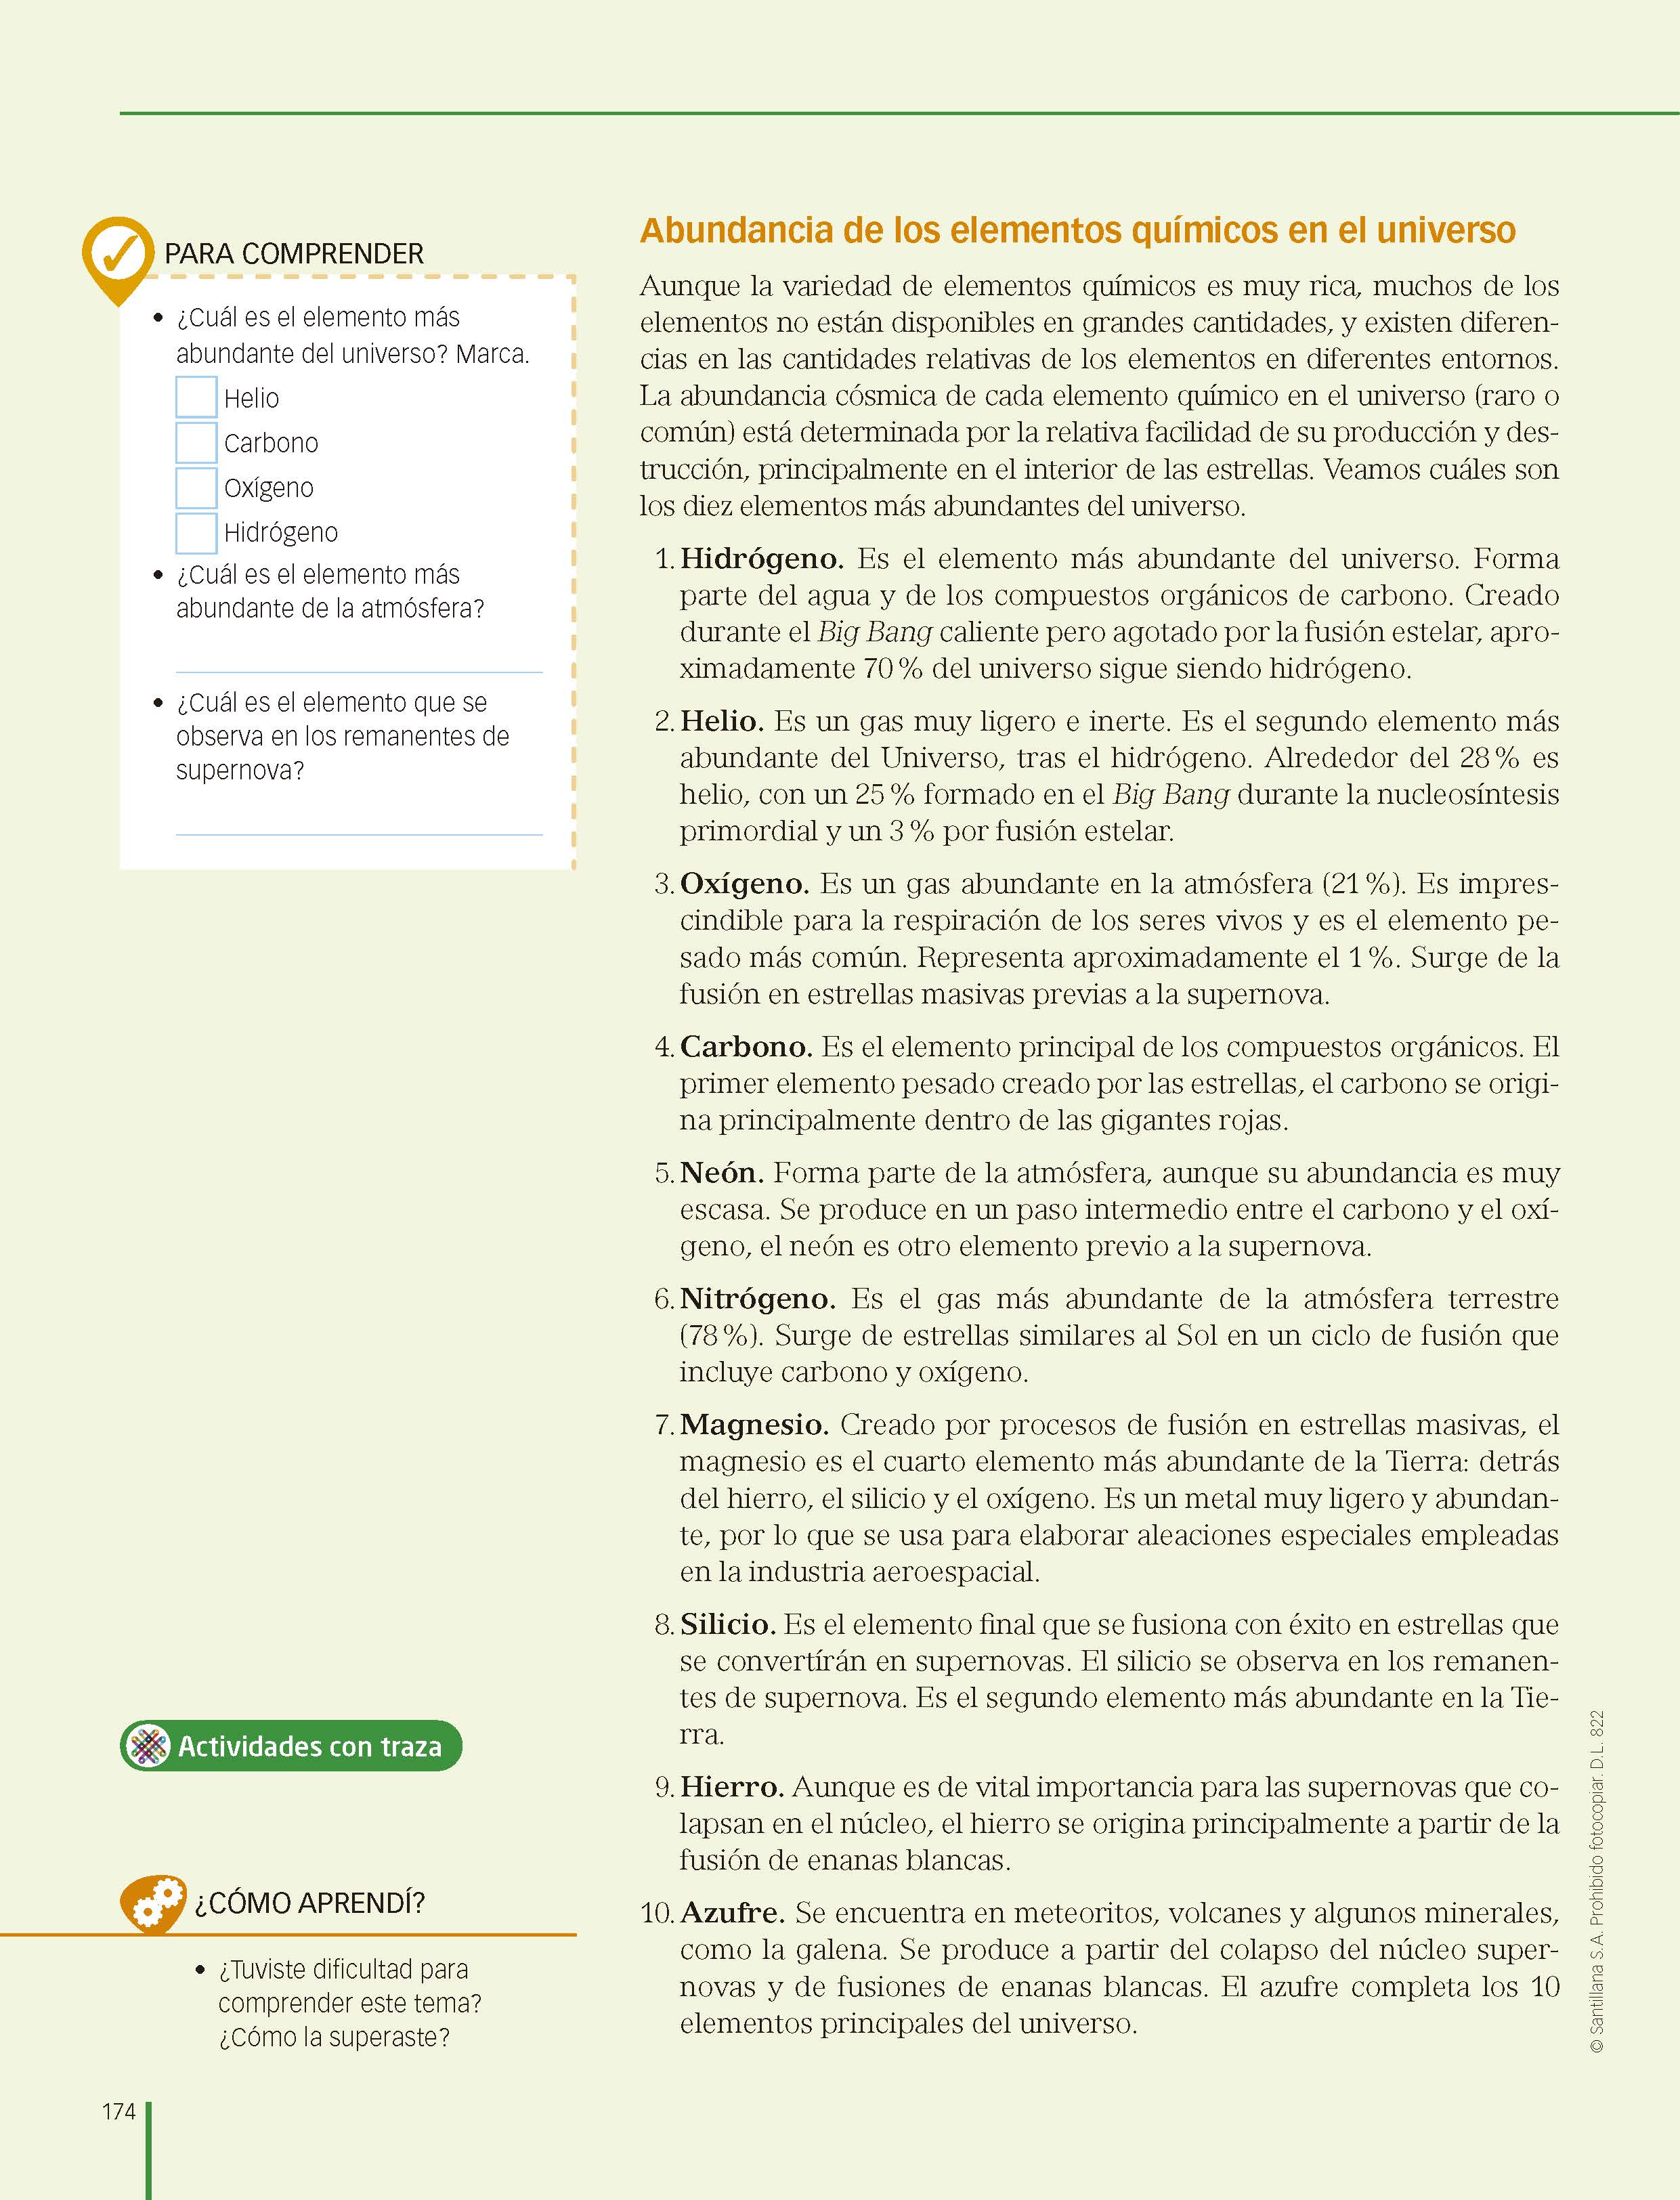 PARA COMPRENDER
• ¿Cuál es el elemento más
abundante del universo? Marca.
Helio
Carbono
Oxígeno
Hidrógeno
• ¿Cuál es el elemento más
abundante de la atmósfera?
• ¿Cuál es el elemento que se
observa en los remanentes de
supernova?
Actividades con traza
¿CÓMO APRENDÍ?
• ¿Tuviste dificultad para
comprender este tema?
¿Cómo la superaste?
Abundancia de los elementos químicos en el universo
Aunque la variedad de elementos químicos es muy rica, muchos de los
elementos no están disponibles en grandes cantidades, y existen diferen-
cias en las cantidades relativas de los elementos en diferentes entornos.
La abundancia cósmica de cada elemento químico en el universo (raro o
común) está determinada por la relativa facilidad de su producción y des-
trucción, principalmente en el interior de las estrellas. Veamos cuáles son
los diez elementos más abundantes del universo.
1. Hidrógeno. Es el elemento más abundante del universo. Forma
parte del agua y de los compuestos orgánicos de carbono. Creado
durante el Big Bang caliente pero agotado por la fusión estelar, apro-
ximadamente 70 % del universo sigue siendo hidrógeno.
2. Helio. Es un gas muy ligero e inerte. Es el segundo elemento más
abundante del Universo, tras el hidrógeno. Alrededor del 28 % es
helio, con un 25 % formado en el Big Bang durante la nucleosíntesis
primordial y un 3 % por fusión estelar.
3. Oxígeno. Es un gas abundante en la atmósfera (21 %). Es impres-
cindible para la respiración de los seres vivos y es el elemento pe-
sado más común. Representa aproximadamente el 1 %. Surge de la
fusión en estrellas masivas previas a la supernova.
4. Carbono. Es el elemento principal de los compuestos orgánicos. El
primer elemento pesado creado por las estrellas, el carbono se origi-
na principalmente dentro de las gigantes rojas.
5. Neón. Forma parte de la atmósfera, aunque su abundancia es muy
escasa. Se produce en un paso intermedio entre el carbono y el oxí-
geno, el neón es otro elemento previo a la supernova.
6. Nitrógeno. Es el gas más abundante de la atmósfera terrestre
(78 %). Surge de estrellas similares al Sol en un ciclo de fusión que
incluye carbono y oxígeno.
7. Magnesio. Creado por procesos de fusión en estrellas masivas, el
magnesio es el cuarto elemento más abundante de la Tierra: detrás
del hierro, el silicio y el oxígeno. Es un metal muy ligero y abundan-
te, por lo que se usa para elaborar aleaciones especiales empleadas
en la industria aeroespacial.
8. Silicio. Es el elemento final que se fusiona con éxito en estrellas que
se convertírán en supernovas. El silicio se observa en los remanen-
tes de supernova. Es el segundo elemento más abundante en la Tie-
rra.
9. Hierro. Aunque es de vital importancia para las supernovas que co-
lapsan en el núcleo, el hierro se origina principalmente a partir de la
fusión de enanas blancas.
10. Azufre. Se encuentra en meteoritos, volcanes y algunos minerales,
como la galena. Se produce a partir del colapso del núcleo super-
novas y de fusiones de enanas blancas. El azufre completa los 10
elementos principales del universo.
© Santillana S.A. Prohibido fotocopiar. D.L. 822
174